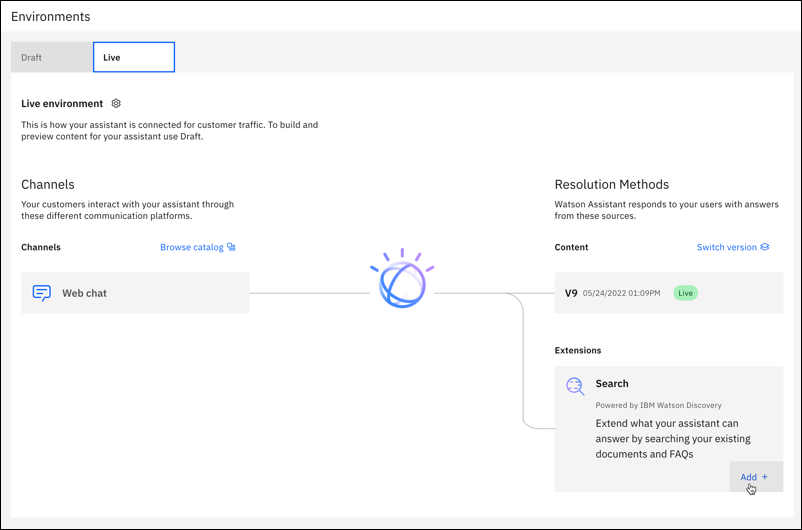 Environments
Draft
Live
Live environment
This is how your assistant is connected for customer traffic. To build and
preview content for your assistant use Draft.
Channels
Your customers interact with your assistant through
these different communication platforms.
Channels
Browse catalog
Web chat
Resolution Methods
Watson Assistant responds to your users with answers
from these sources.
Content
Switch version
V9 05/24/2022 01:09PM Live
Extensions
Search
Powered by IBM Watson Discovery
Extend what your assistant can
answer by searching your existing
documents and FAQs
Add +